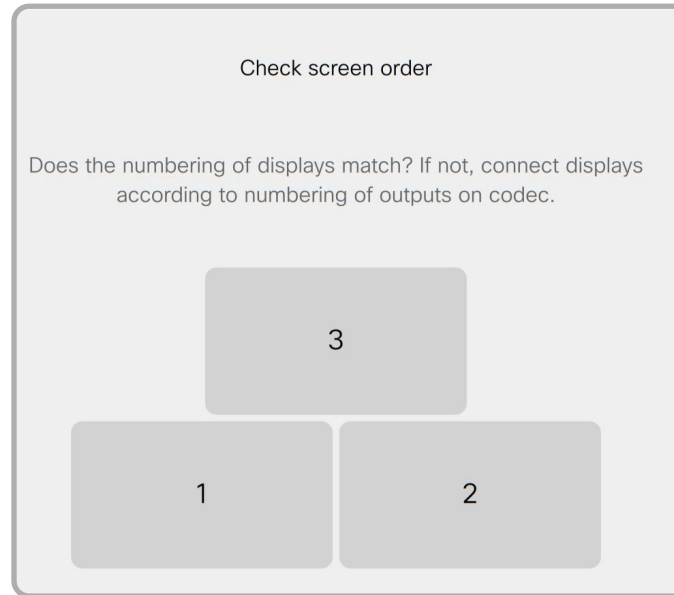 Check screen order
Does the numbering of displays match? If not, connect displays
according to numbering of outputs on codec.
3
1
2